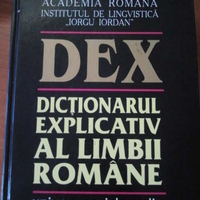 ACADEMIA ROMÂNĂ
INSTITUTUL DE LINGVISTICĂ
„IORGU IORDAN”
DEX
DICȚIONARUL
EXPLICATIV
AL LIMBII
ROMÂNE